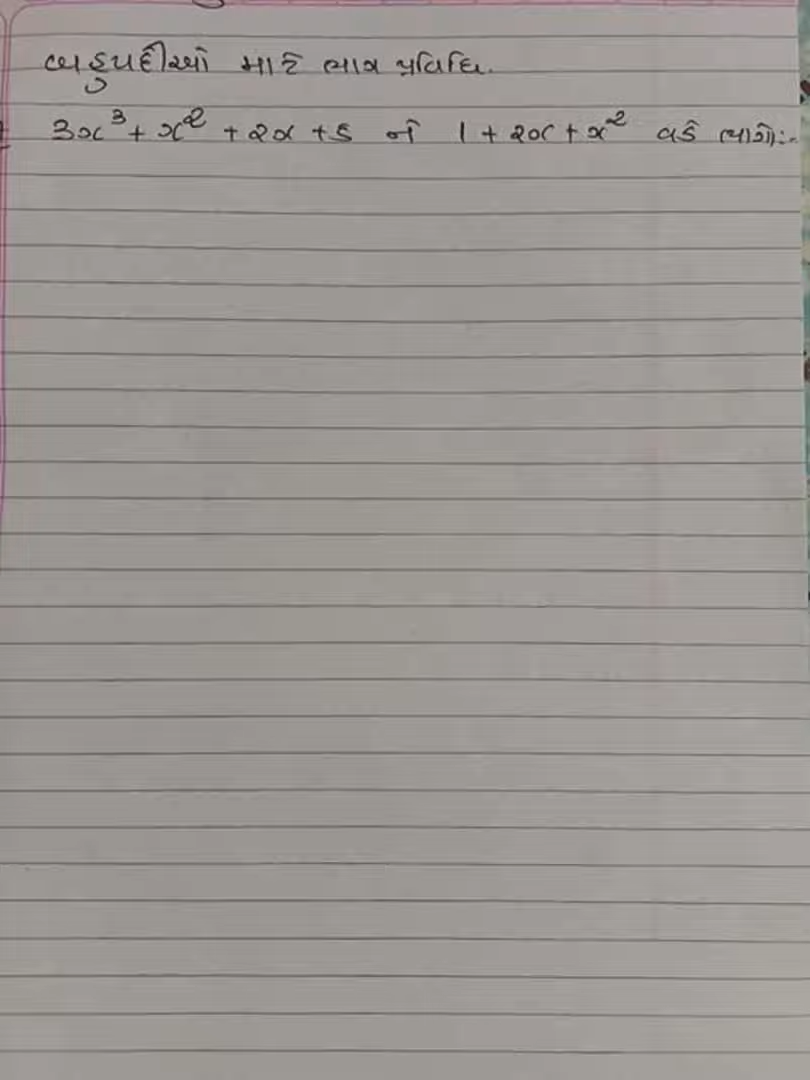 બહુપદીઓ માટે ભાગ પ્રવિધિ.
3x³ + x² + 2x + 5 ને 1 + 2x + x² વડે ભાગો:-